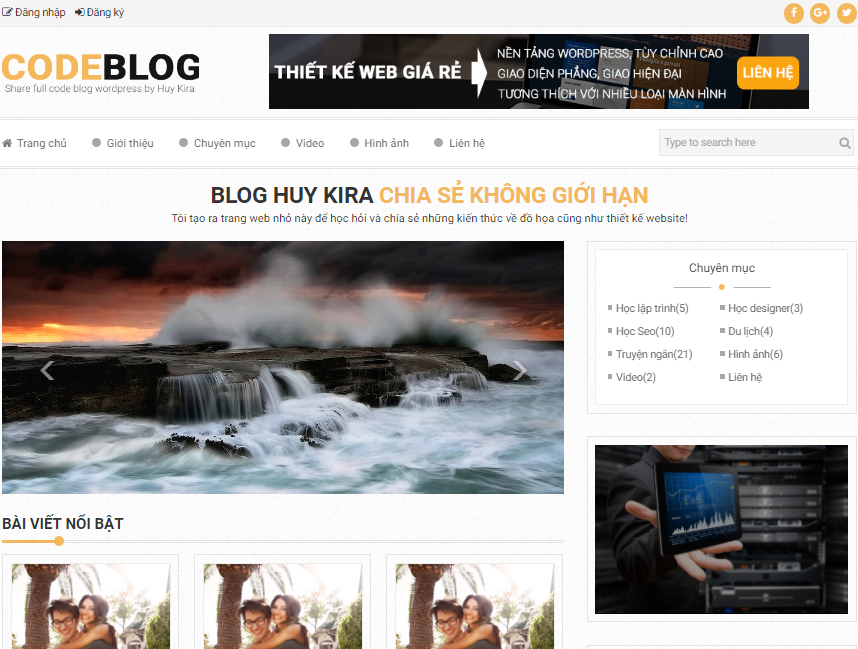 Đăng nhập Đăng ký
CODEBLOG
Share full code blog wordpress by Huy Kira
THIẾT KẾ WEB GIÁ RẺ
NỀN TẢNG WORDPRESS, TÙY CHỈNH CAO
GIAO DIỆN PHẲNG, GIAO HIỆN ĐẠI
TƯƠNG THÍCH VỚI NHIỀU LOẠI MÀN HÌNH
LIÊN HỆ
Trang chủ Giới thiệu Chuyên mục Video Hình ảnh Liên hệ
Type to search here
BLOG HUY KIRA CHIA SẺ KHÔNG GIỚI HẠN
Tôi tạo ra trang web nhỏ này để học hỏi và chia sẻ những kiến thức về đồ họa cũng như thiết kế website!
Chuyên mục
Học lập trình(5) Học designer(3)
Học Seo(10) Du lịch(4)
Truyện ngắn(21) Hình ảnh(6)
Video(2) Liên hệ
BÀI VIẾT NỔI BẬT